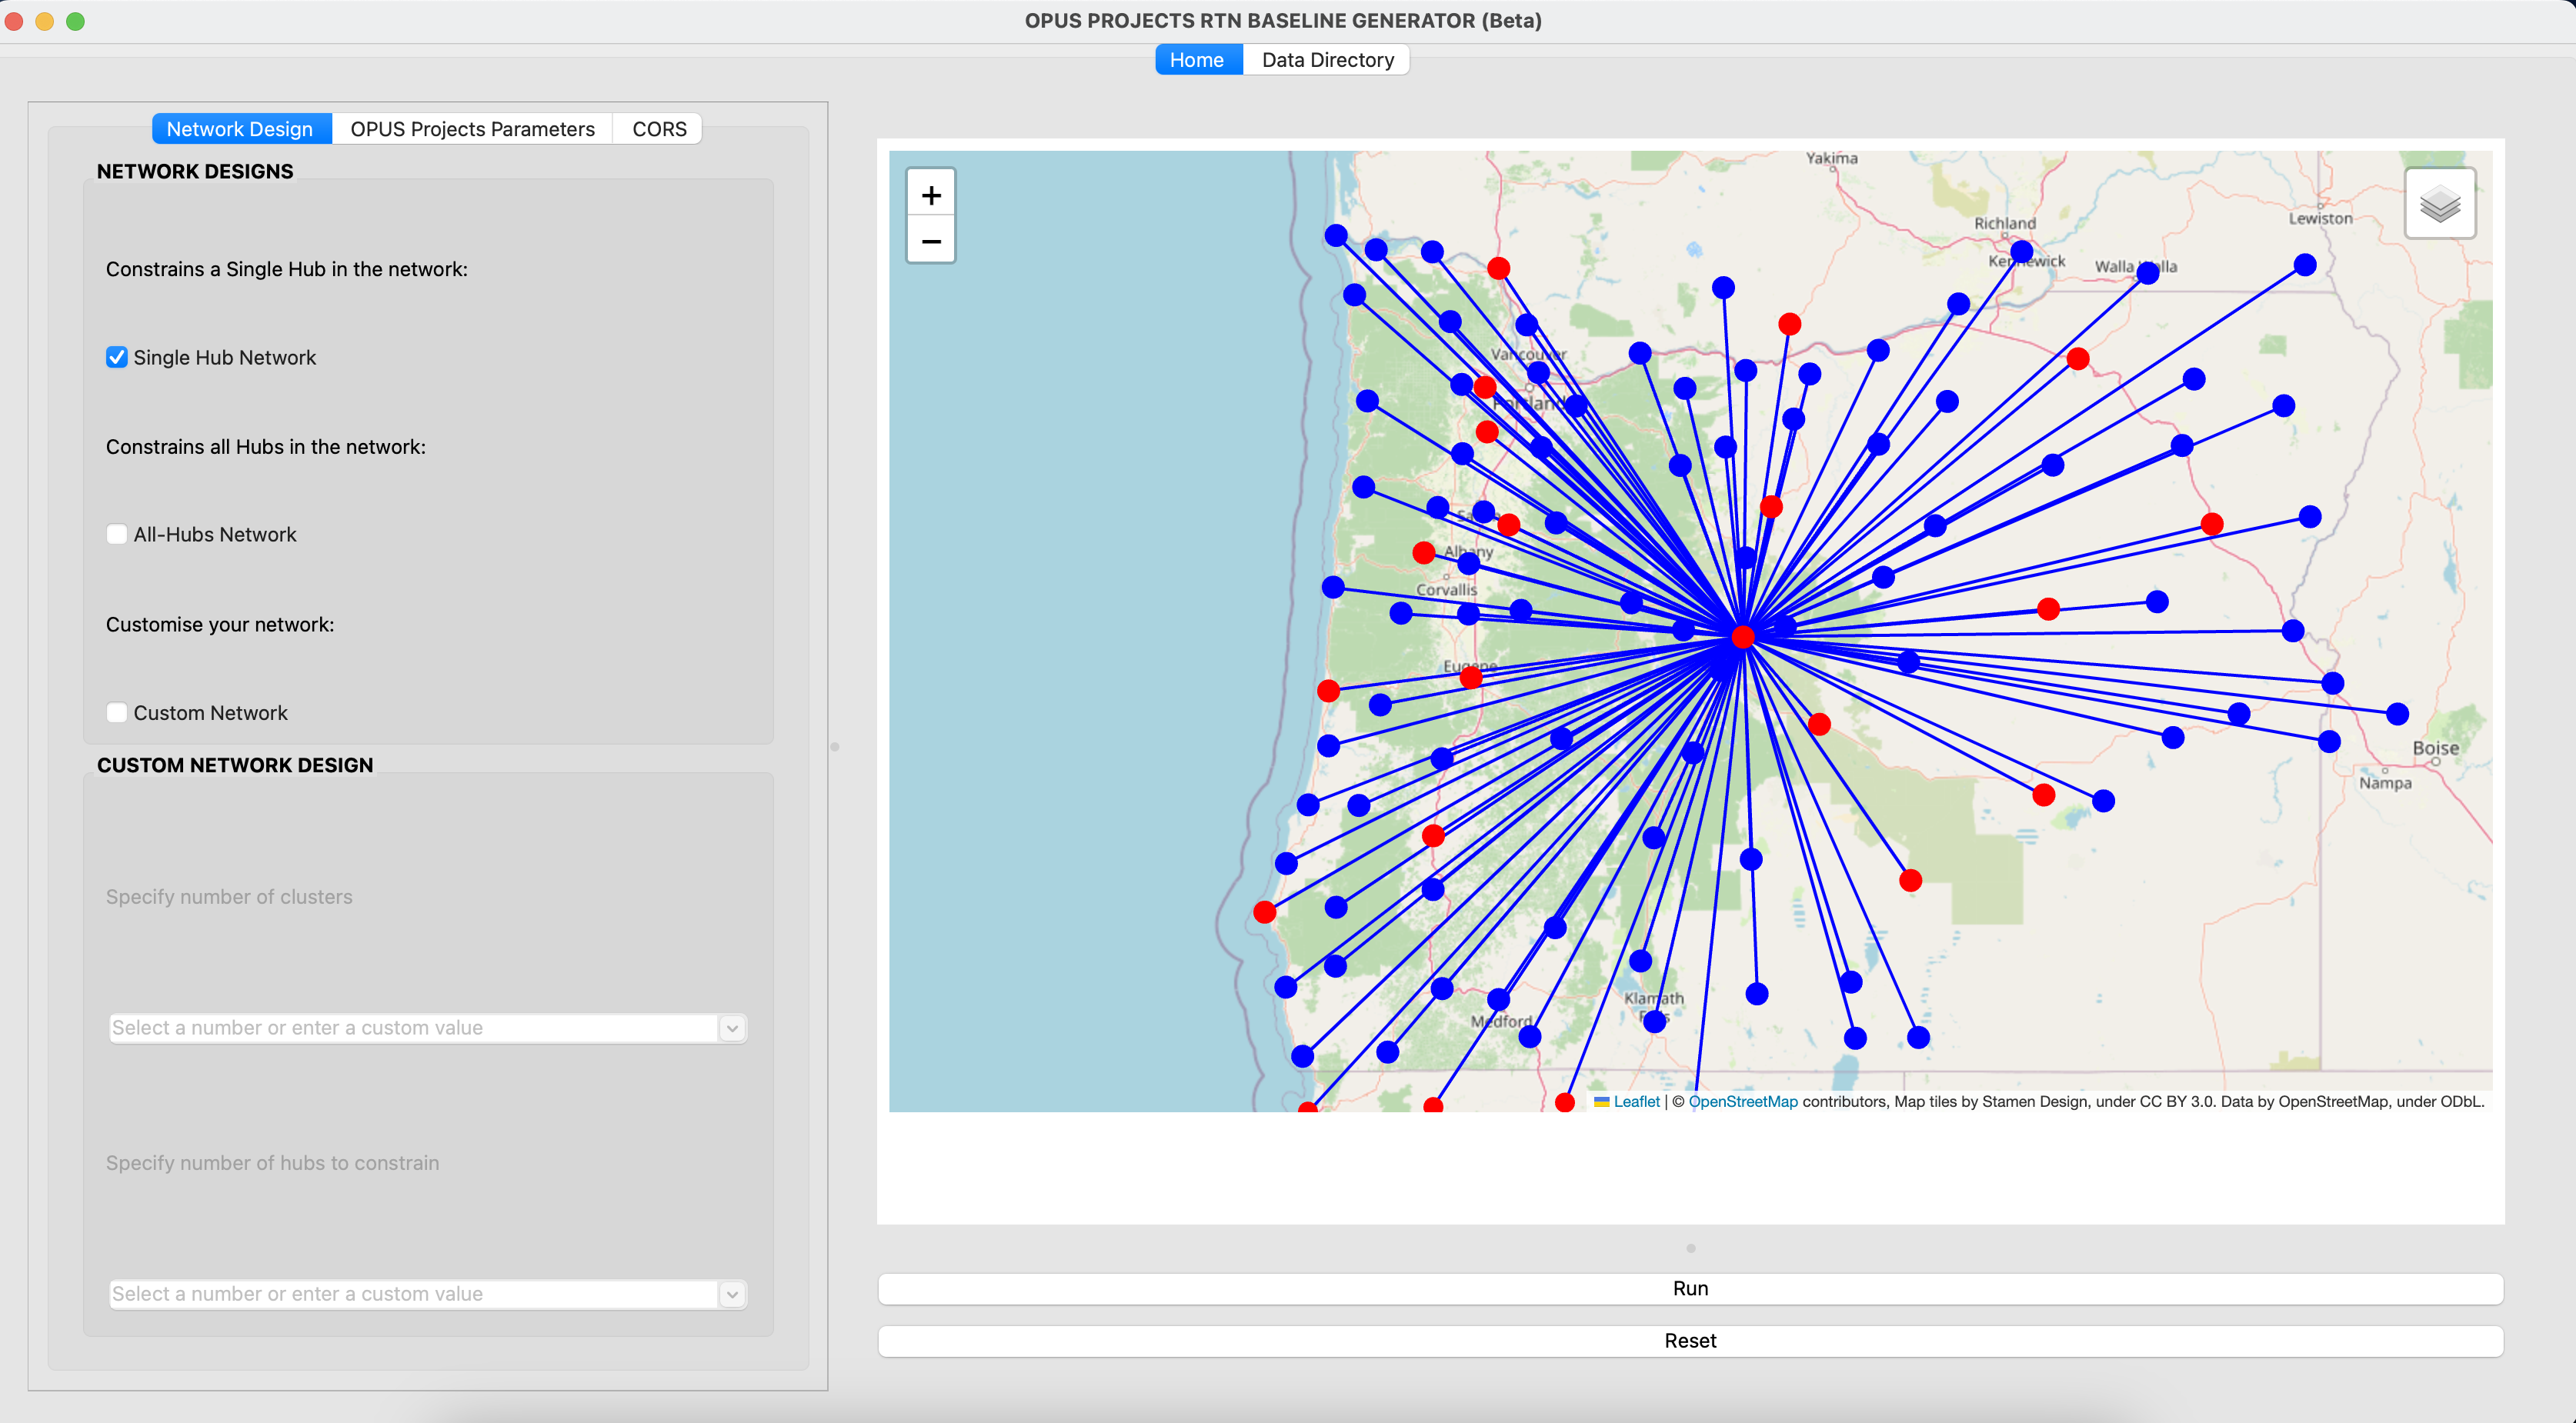 OPUS PROJECTS RTN BASELINE GENERATOR (Beta)
Home
Data Directory
Network Design
OPUS Projects Parameters
CORS
NETWORK DESIGNS
Constrains a Single Hub in the network:
Single Hub Network
Constrains all Hubs in the network:
All-Hubs Network
Customise your network:
Custom Network
CUSTOM NETWORK DESIGN
Specify number of clusters
Select a number or enter a custom value
Specify number of hubs to constrain
Select a number or enter a custom value
+
−
Yakima
Richland
Lewiston
Walla Walla
Vancouver
Portland
Albany
Corvallis
Eugene
Boise
Nampa
Klamath
Medford
Leaflet | © OpenStreetMap contributors, Map tiles by Stamen Design, under CC BY 3.0. Data by OpenStreetMap, under ODbL.
Run
Reset